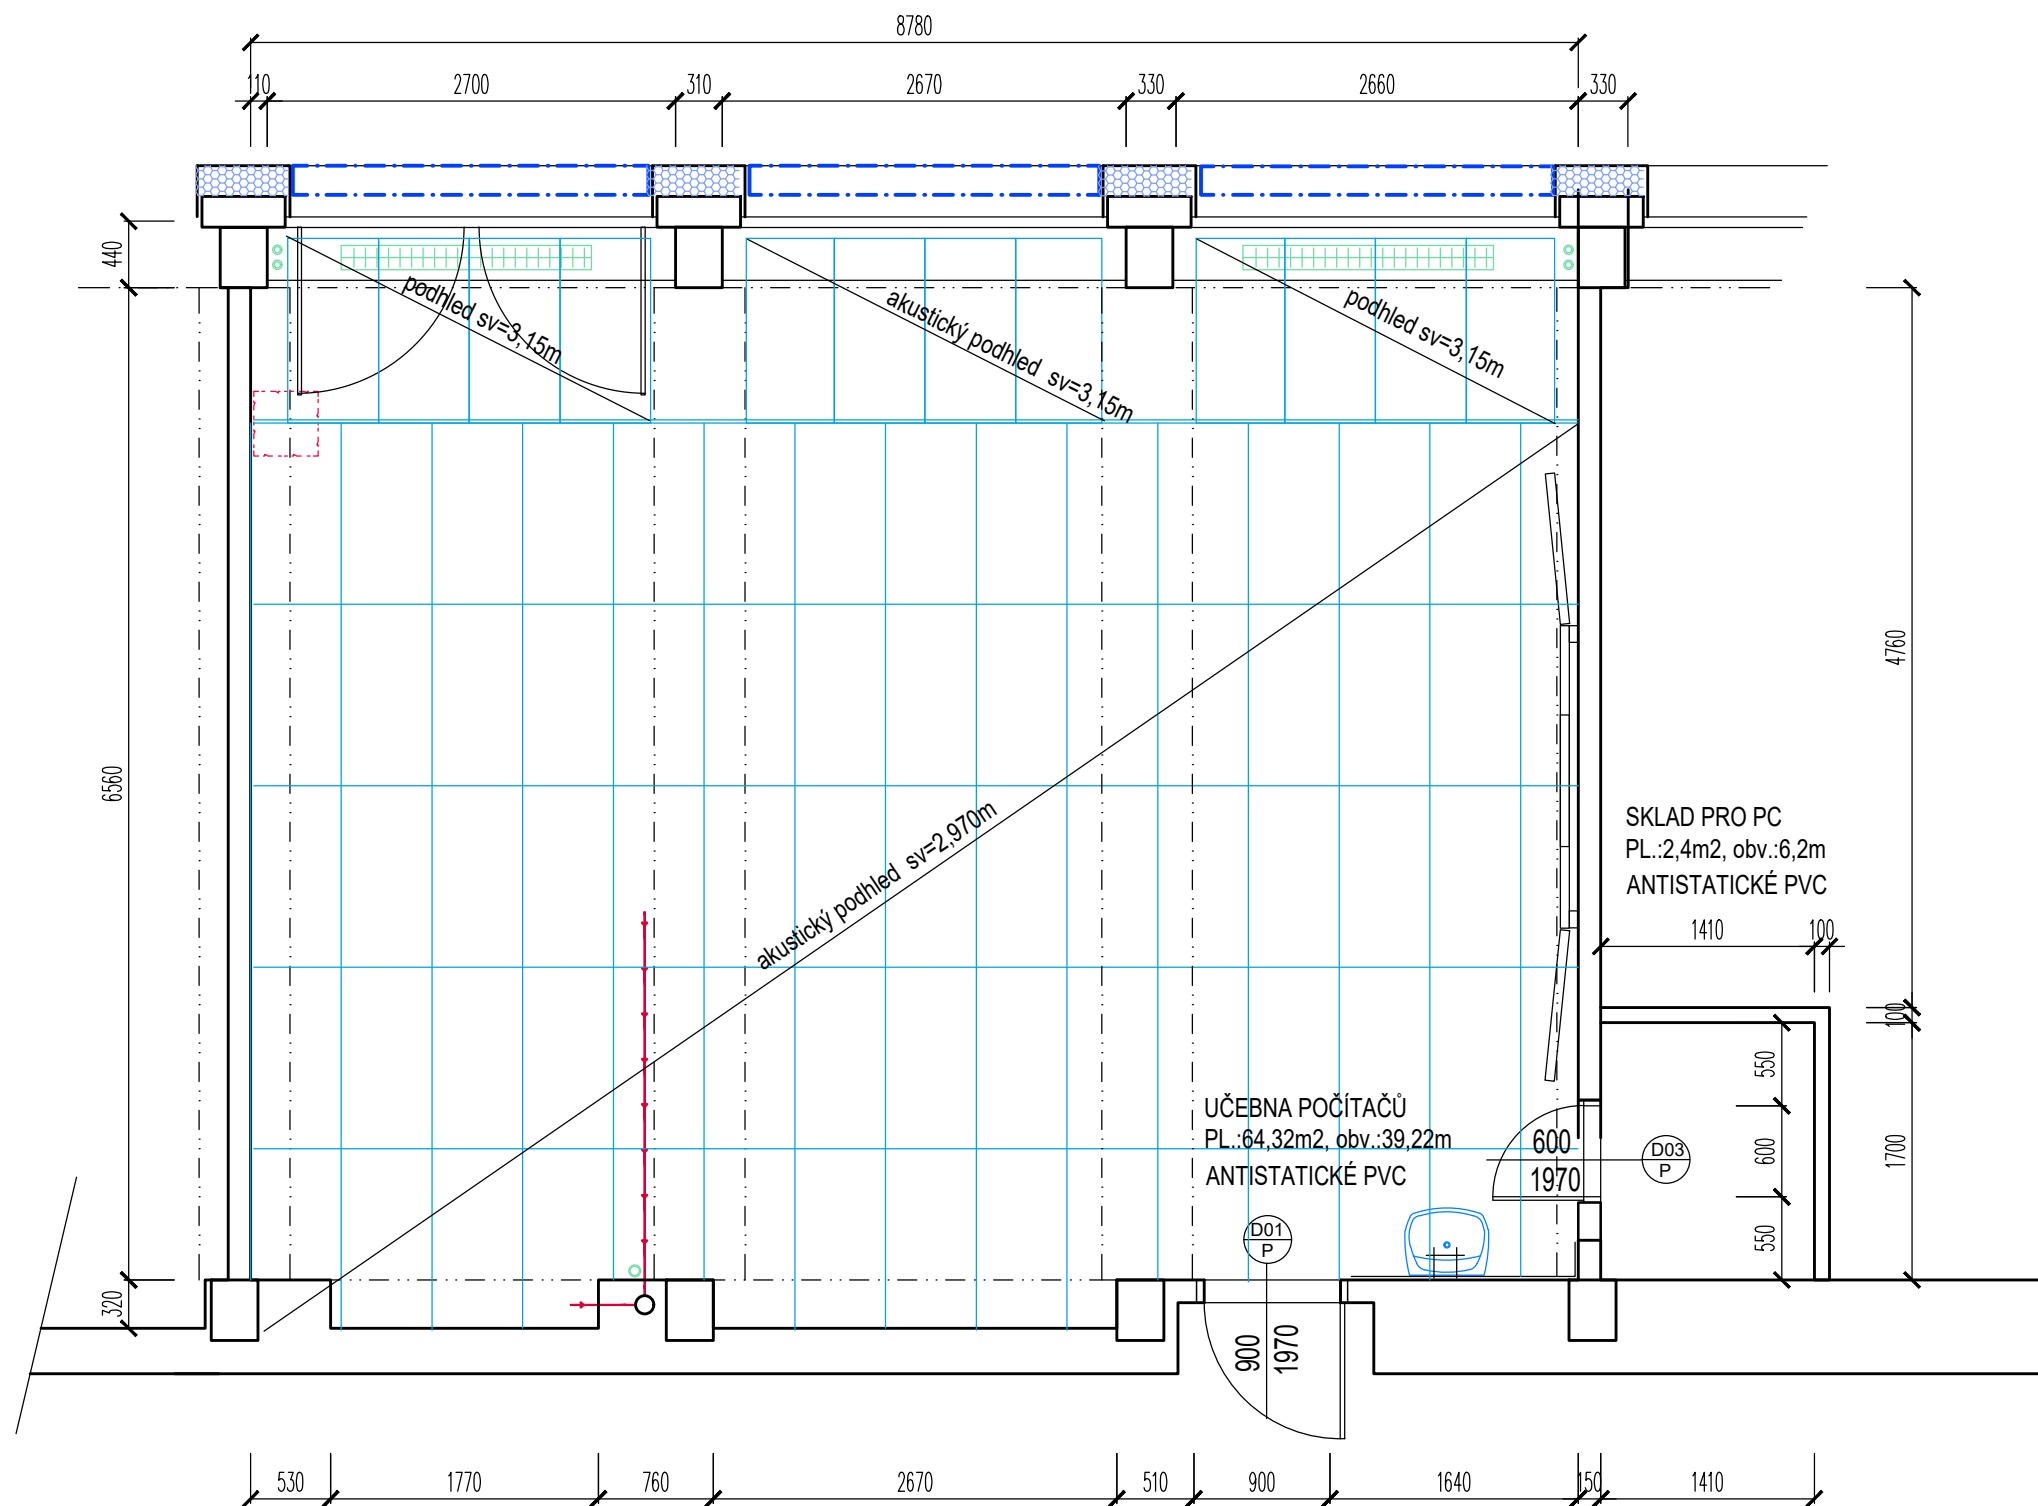 8780
110 2700 310 2670 330 2660 330
440
podhled sv=3,15m
akustický podhled sv=3,15m
podhled sv=3,15m
6560
4760
akustický podhled sv=2,970m
SKLAD PRO PC
PL.:2,4m2, obv.:6,2m
ANTISTATICKÉ PVC
1410 100
100
550
UČEBNA POČÍTAČŮ
PL.:64,32m2, obv.:39,22m
ANTISTATICKÉ PVC
600
1970
D03
P
600
1700
D01
P
550
320
900
1970
530 1770 760 2670 510 900 1640 150 1410